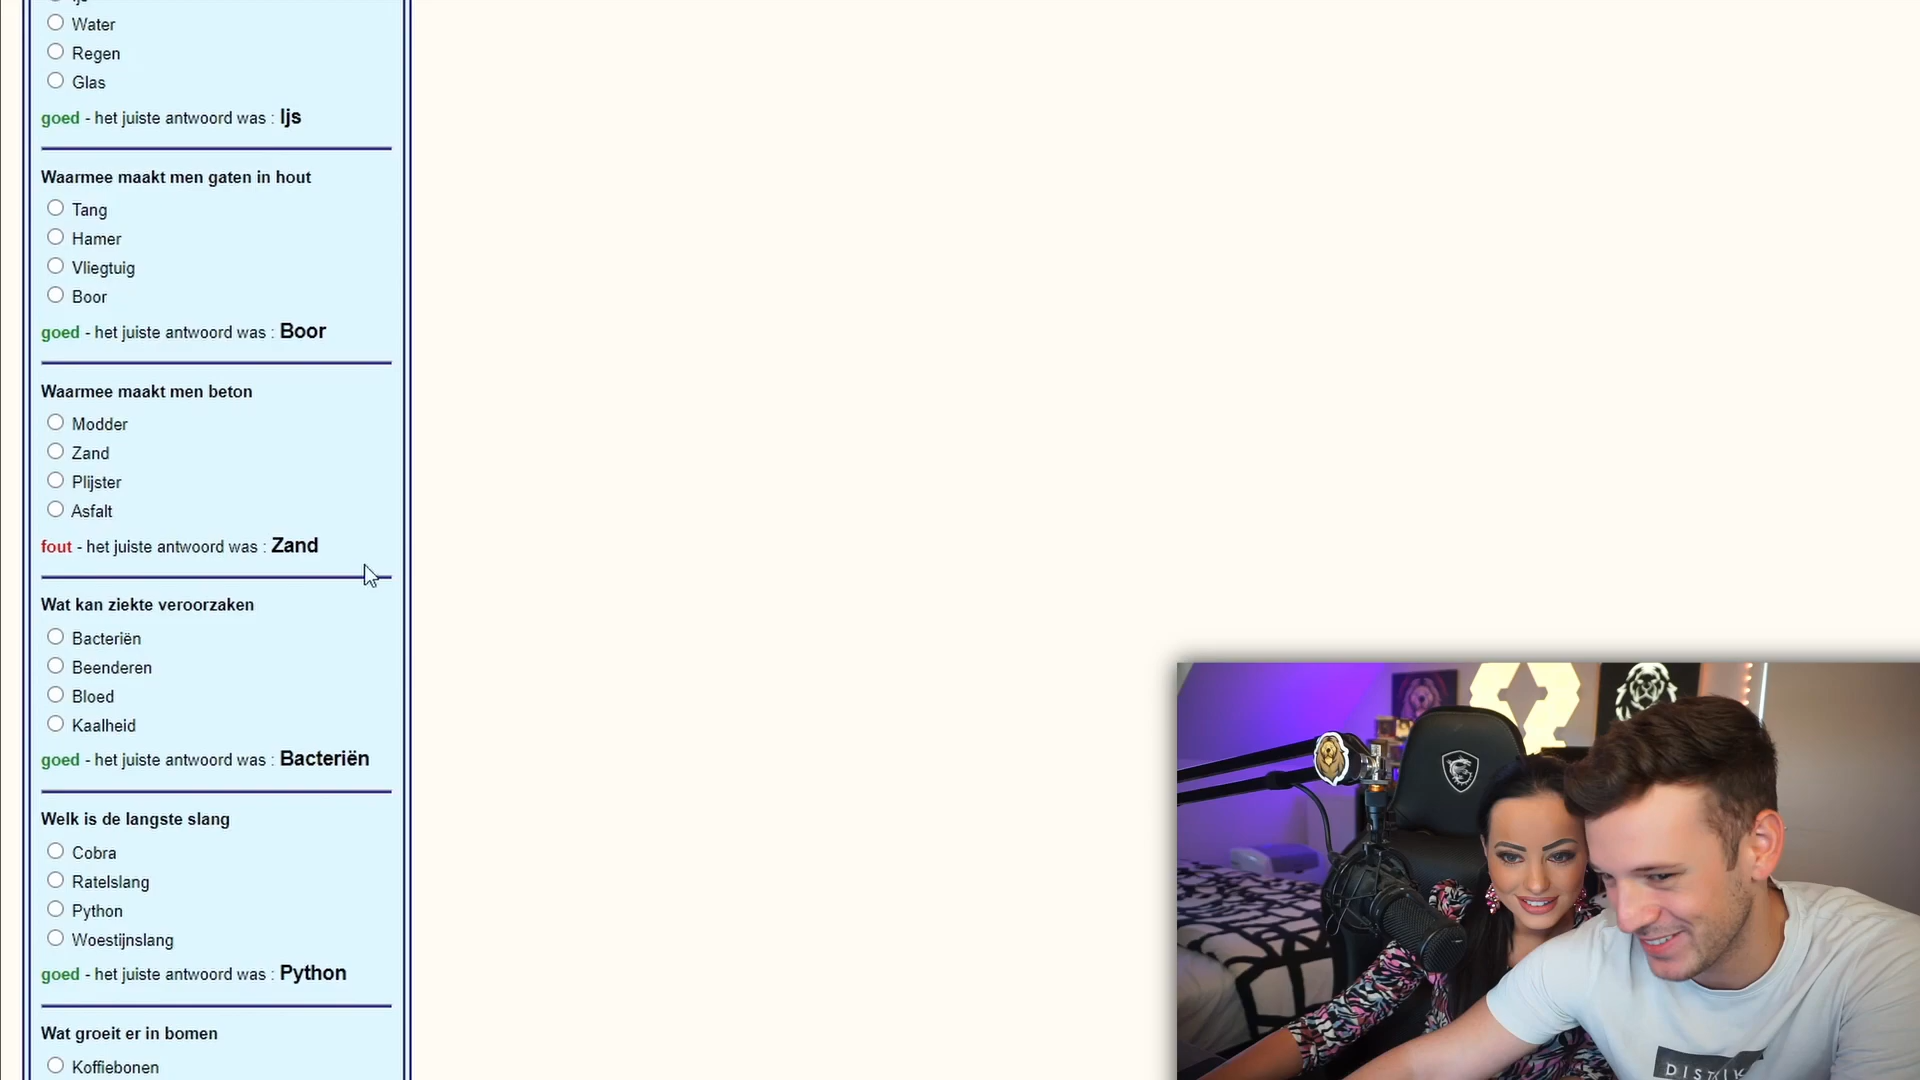 Water
Regen
Glas
goed - het juiste antwoord was : Ijs
Waarmee maakt men gaten in hout
Tang
Hamer
Vliegtuig
Boor
goed - het juiste antwoord was : Boor
Waarmee maakt men beton
Modder
Zand
Plijster
Asfalt
fout - het juiste antwoord was : Zand
Wat kan ziekte veroorzaken
Bacteriën
Beenderen
Bloed
Kaalheid
goed - het juiste antwoord was : Bacteriën
Welk is de langste slang
Cobra
Ratelslang
Python
Woestijnslang
goed - het juiste antwoord was : Python
Wat groeit er in bomen
Koffiebonen